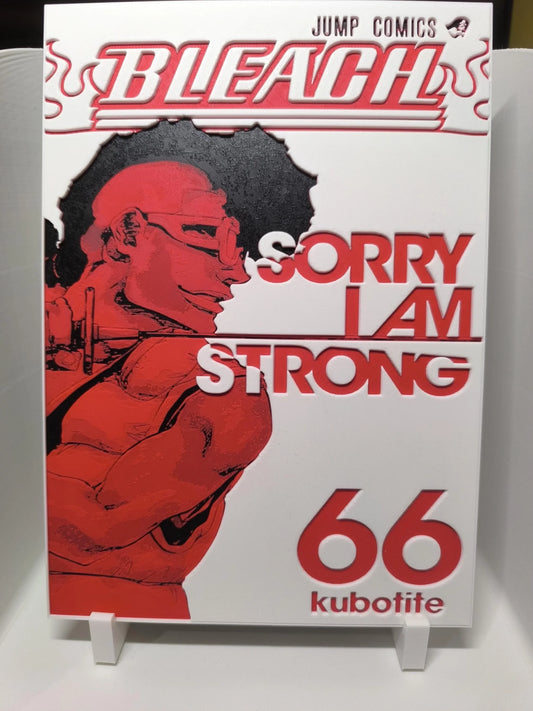 JUMP COMICS
BLEACH
SORRY
I AM
STRONG
66
kubotite